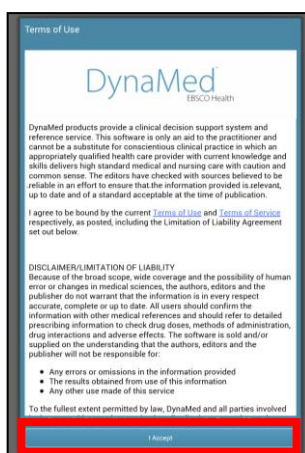 Terms of Use
DynaMed
EBSCO Health
DynaMed products provide a clinical decision support system and
reference service. This software is only an aid to the practitioner and
cannot be a substitute for conscientious clinical practice in which an
appropriately qualified health care provider with current knowledge and
skills delivers high standard medical and nursing care with caution and
common sense. The editors have checked with sources believed to be
.reliable in an effort to ensure that.the information provided is.relevant,
up to date and of a standard acceptable at the time of publication.
I agree to be bound by the current Terms of Use and Terms of Service
respectively, as posted, including the Limitation of Liability Agreement
set out below.
DISCLAIMER/LIMITATION OF LIABILITY
Because of the broad scope, wide coverage and the possibility of human
error or changes in medical sciences, the authors, editors and the
publisher do not warrant that the information is in every respect
accurate, complete or up to date. All users should confirm the
information with other medical references and should refer to detailed
prescribing information to check drug doses, methods of administration,
drug interactions and adverse effects. The software is sold and/or
supplied on the understanding that the authors, editors and the
publisher will not be responsible for:
• Any errors or omissions in the information provided
• The results obtained from use of this information
• Any other use made of this service
To the fullest extent permitted by law, DynaMed and all parties involved
I Accept